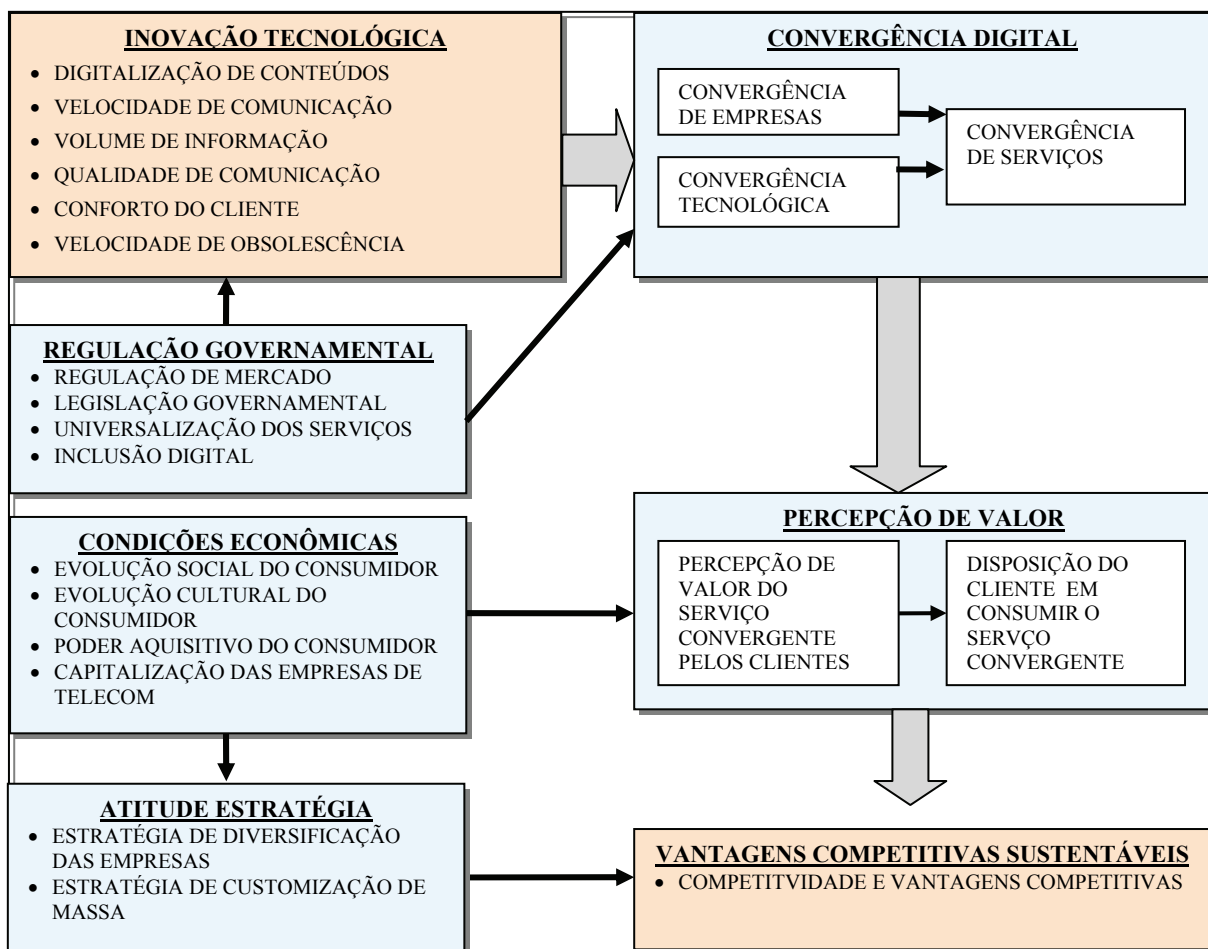 INOVAÇÃO TECNOLÓGICA
• DIGITALIZAÇÃO DE CONTEÚDOS
• VELOCIDADE DE COMUNICAÇÃO
• VOLUME DE INFORMAÇÃO
• QUALIDADE DE COMUNICAÇÃO
• CONFORTO DO CLIENTE
• VELOCIDADE DE OBSOLESCÊNCIA
CONVERGÊNCIA DIGITAL
CONVERGÊNCIA
DE EMPRESAS
CONVERGÊNCIA
TECNOLÓGICA
CONVERGÊNCIA
DE SERVIÇOS
REGULAÇÃO GOVERNAMENTAL
• REGULAÇÃO DE MERCADO
• LEGISLAÇÃO GOVERNAMENTAL
• UNIVERSALIZAÇÃO DOS SERVIÇOS
• INCLUSÃO DIGITAL
CONDIÇÕES ECONÔMICAS
• EVOLUÇÃO SOCIAL DO CONSUMIDOR
• EVOLUÇÃO CULTURAL DO
CONSUMIDOR
• PODER AQUISITIVO DO CONSUMIDOR
• CAPITALIZAÇÃO DAS EMPRESAS DE
TELECOM
PERCEPÇÃO DE VALOR
PERCEPÇÃO DE
VALOR DO
SERVIÇO
CONVERGENTE
PELOS CLIENTES
DISPOSIÇÃO DO
CLIENTE EM
CONSUMIR O
SERVÇO
CONVERGENTE
ATITUDE ESTRATÉGIA
• ESTRATÉGIA DE DIVERSIFICAÇÃO
DAS EMPRESAS
• ESTRATÉGIA DE CUSTOMIZAÇÃO DE
MASSA
VANTAGENS COMPETITIVAS SUSTENTÁVEIS
• COMPETITVIDADE E VANTAGENS COMPETITIVAS